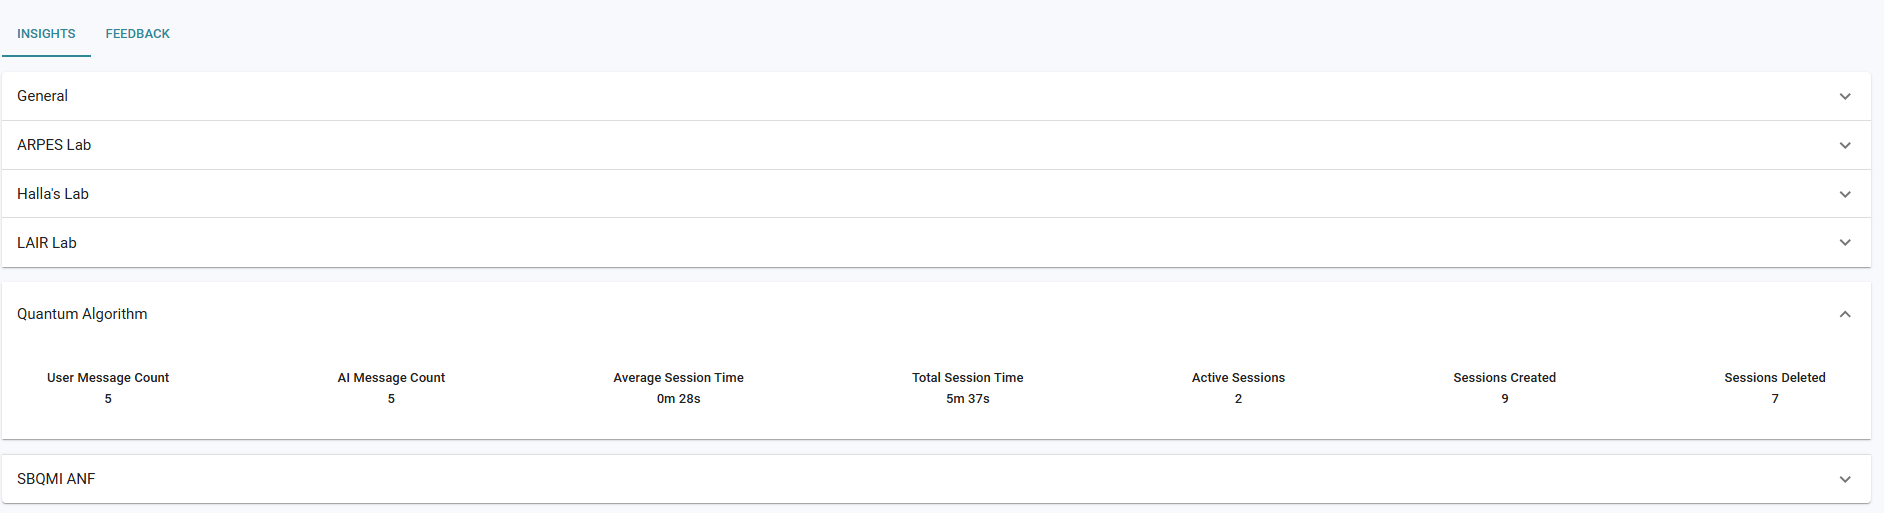 INSIGHTS FEEDBACK
General
ARPES Lab
Halla's Lab
LAIR Lab
Quantum Algorithm
User Message Count AI Message Count Average Session Time Total Session Time Active Sessions Sessions Created Sessions Deleted
5 5 0m 28s 5m 37s 2 9 7
SBQMI ANF